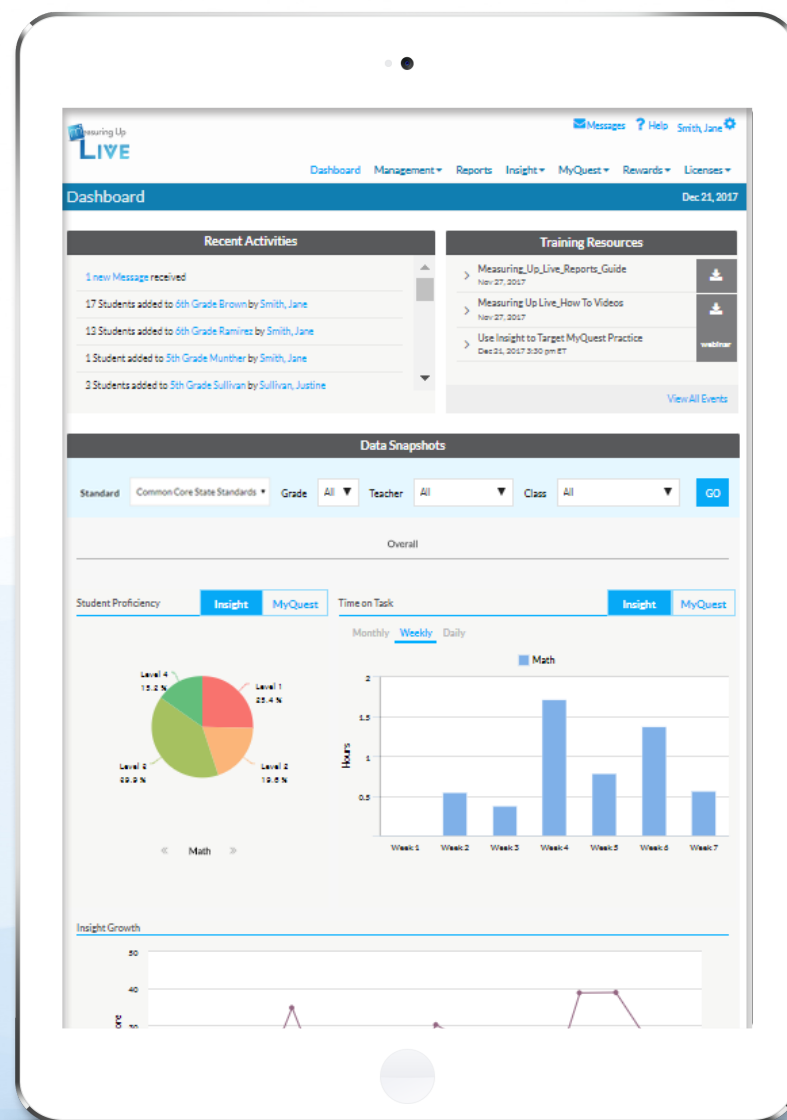 Measuring Up
LIVE
Messages ? Help Smith, Jane
Dashboard Management Reports Insight MyQuest Rewards Licenses
Dashboard Dec 21, 2017
Recent Activities
1 new Message received
17 Students added to 6th Grade Brown by Smith, Jane
13 Students added to 6th Grade Ramirez by Smith, Jane
1 Student added to 5th Grade Munther by Smith, Jane
3 Students added to 5th Grade Sullivan by Sullivan, Justine
Training Resources
Measuring_Up_Live_Reports_Guide
Nov 27, 2017
Measuring Up Live_How To Videos
Nov 27, 2017
Use Insight to Target MyQuest Practice
Dec 21, 2017 3:30 pm ET
webinar
View All Events
Data Snapshots
Standard Common Core State Standards Grade All Teacher All Class All GO
Overall
Student Proficiency Insight MyQuest
Level 4
15.2 %
Level 1
25.4 %
Level 2
Level 3
« Math »
Time on Task Insight MyQuest
Monthly Weekly Daily
Math
2
1.5
1
0.5
Hours
Week 1 Week 2 Week 3 Week 4 Week 5 Week 6 Week 7
Insight Growth
50
40
30